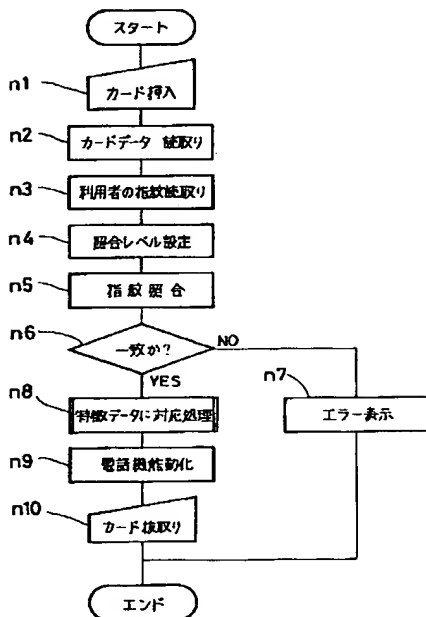 スタート
n1
カード挿入
n2
カードデータ読取り
n3
利用者の指紋読取り
n4
照合レベル設定
n5
指紋照合
n6
一致か?
NO
YES
n7
エラー表示
n8
特徴データに対応処理
n9
電話機能動化
n10
カード抜取り
エンド